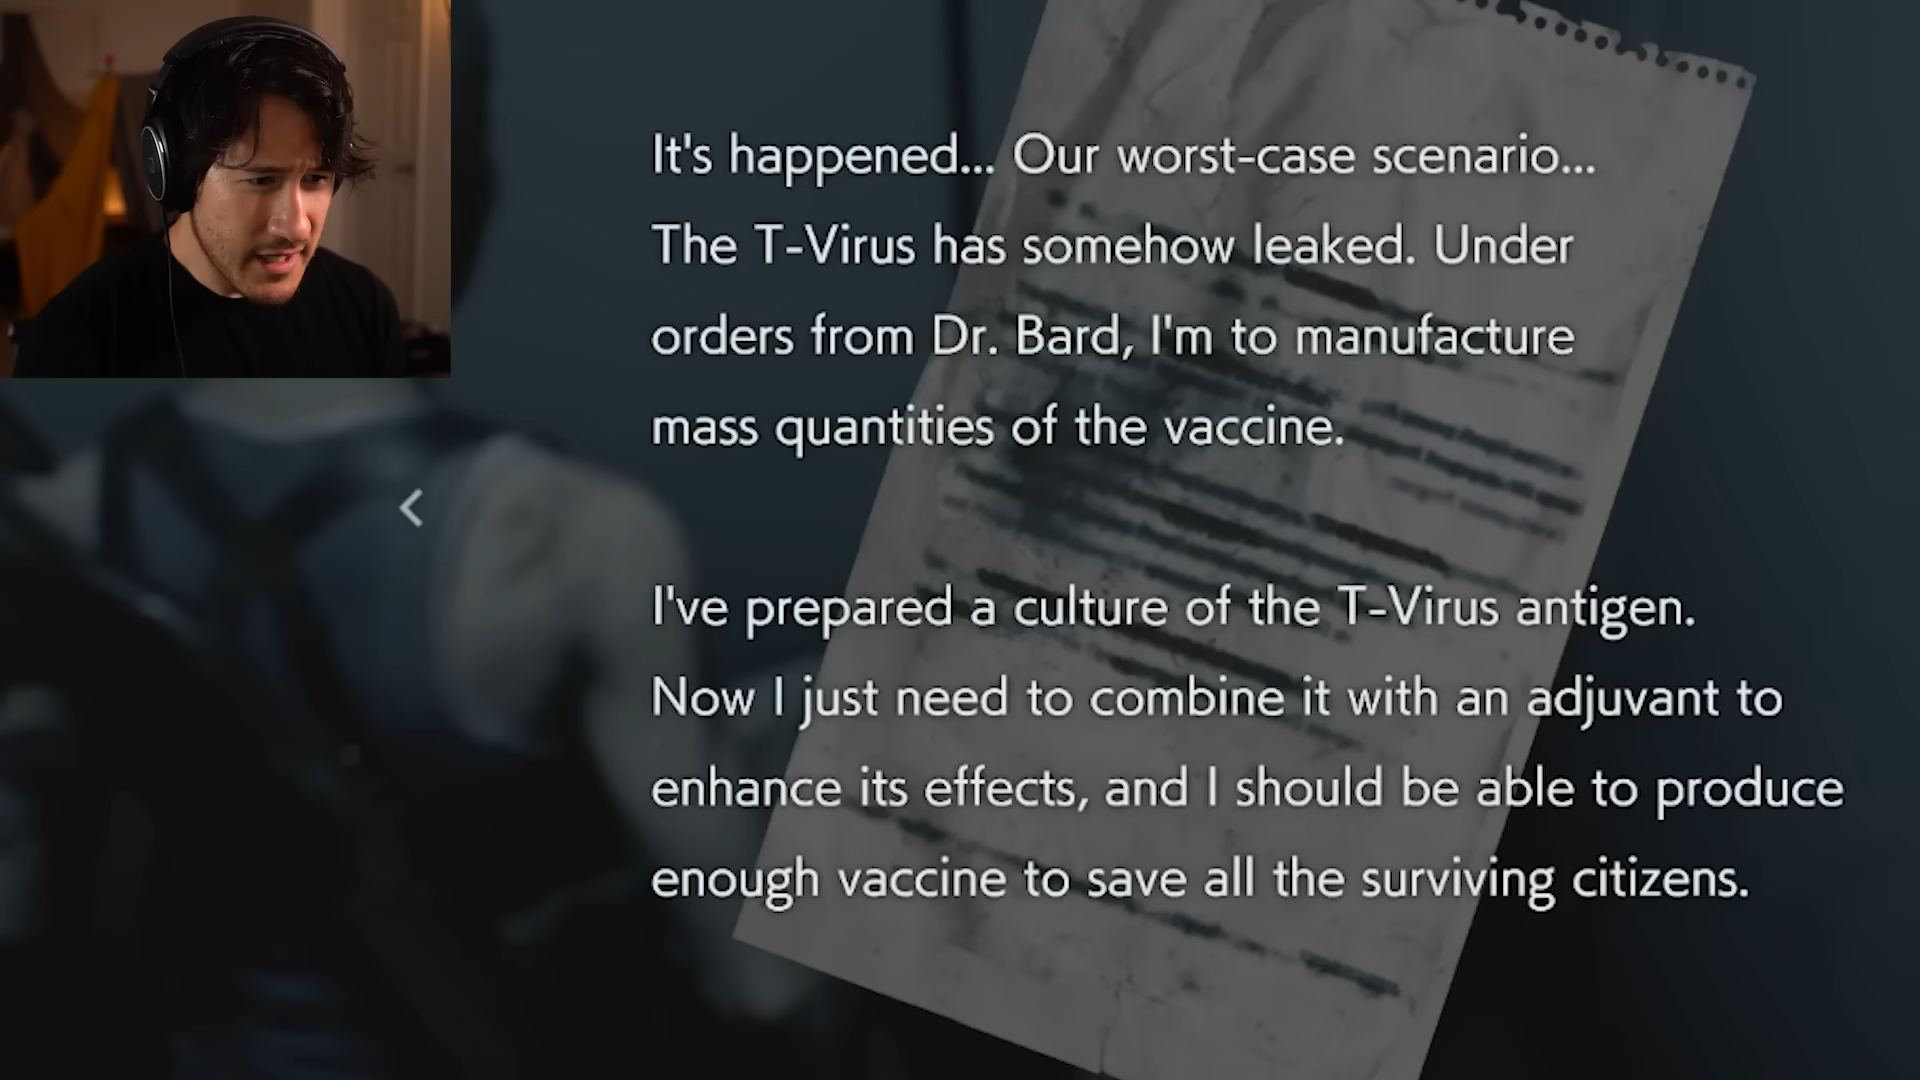 It's happened... Our worst-case scenario...
The T-Virus has somehow leaked. Under
orders from Dr. Bard, I'm to manufacture
mass quantities of the vaccine.
I've prepared a culture of the T-Virus antigen.
Now I just need to combine it with an adjuvant to
enhance its effects, and I should be able to produce
enough vaccine to save all the surviving citizens.